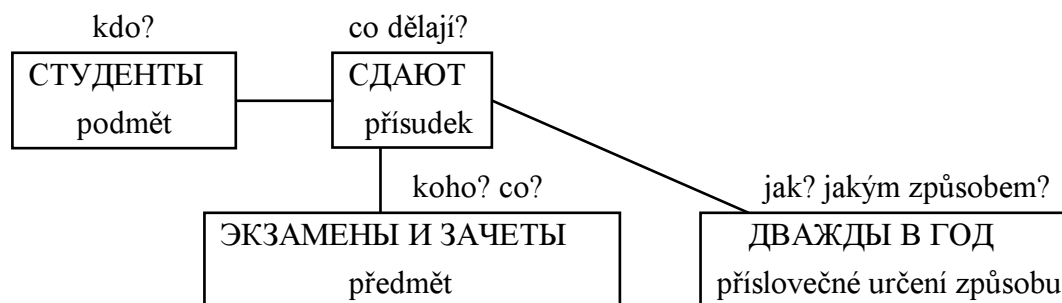 kdo?
co dělají?
СТУДЕНТЫ
podmět
СДАЮТ
přísudek
koho? co?
jak? jakým způsobem?
ЭКЗАМЕНЫ И ЗАЧЕТЫ
předmět
ДВАЖДЫ В ГОД
příslovečné určení způsobu